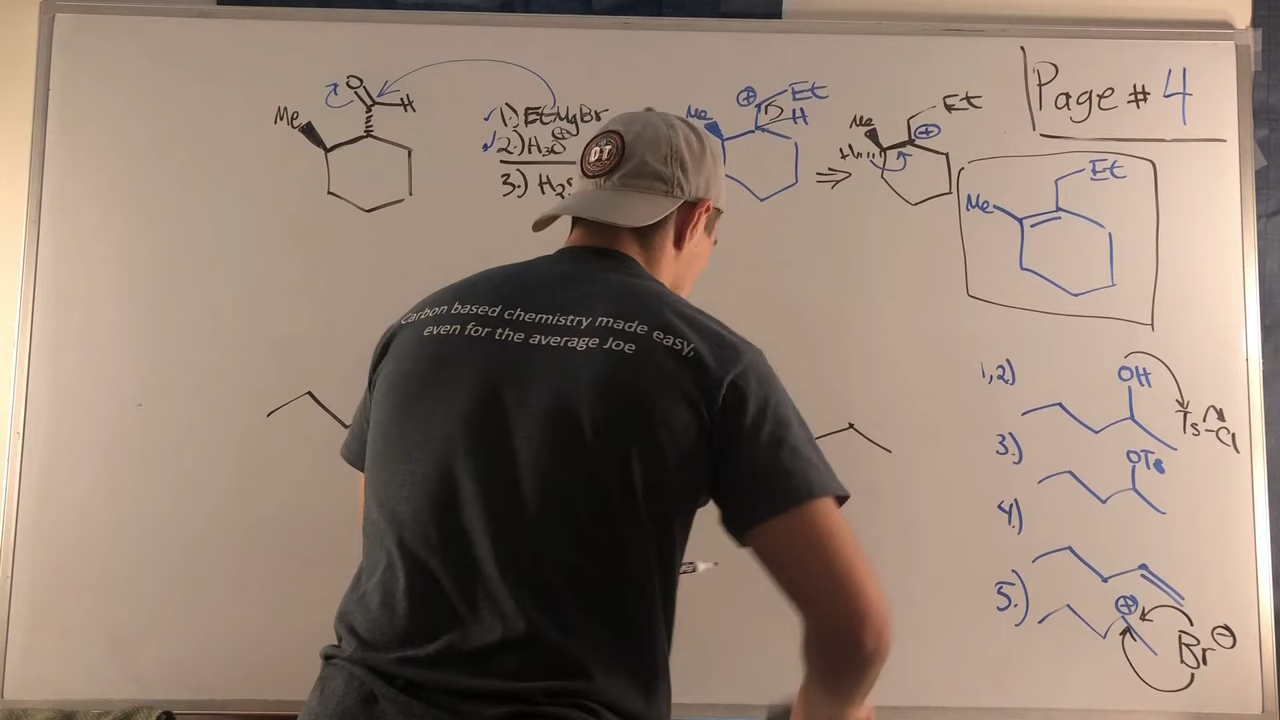 Page # 4
O
H
Me
1.) EtMgBr
2.) H3O⊕
3.) H2S
Me
⊕
Et
H
Me
H
Et
⊕
Me
Et
DT
Carbon based chemistry made easy,
even for the average Joe
1,2.)
OH
Ts-Cl
3.)
OTs
4.)
5.)
⊕
Br⊖